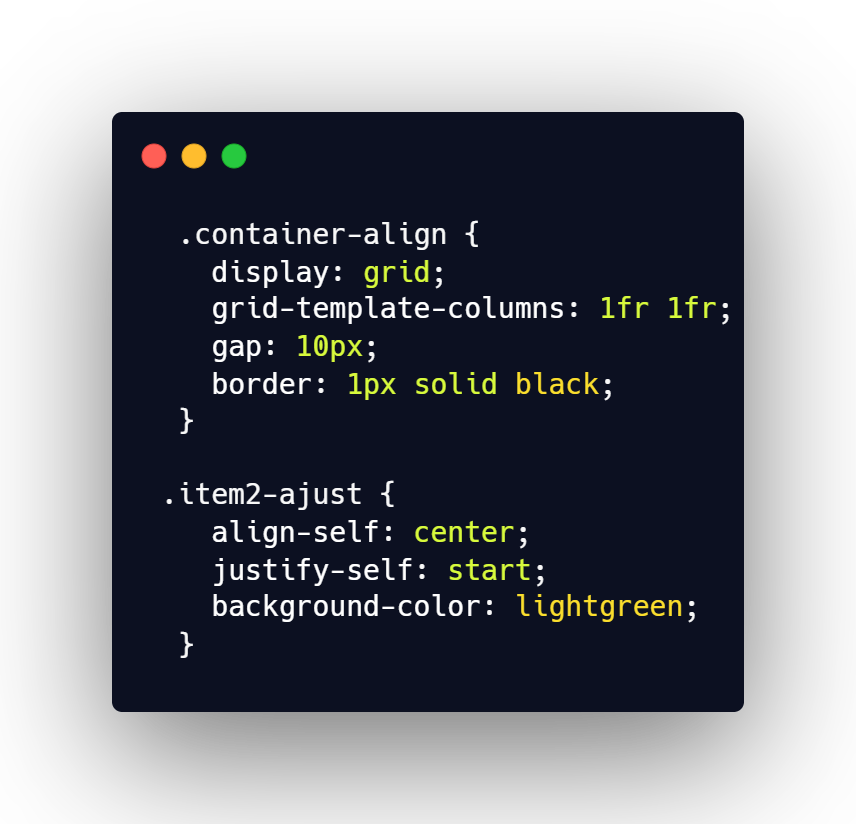 .container-align {
display: grid;
grid-template-columns: 1fr 1fr;
gap: 10px;
border: 1px solid black;
}
.item2-ajust {
align-self: center;
justify-self: start;
background-color: lightgreen;
}